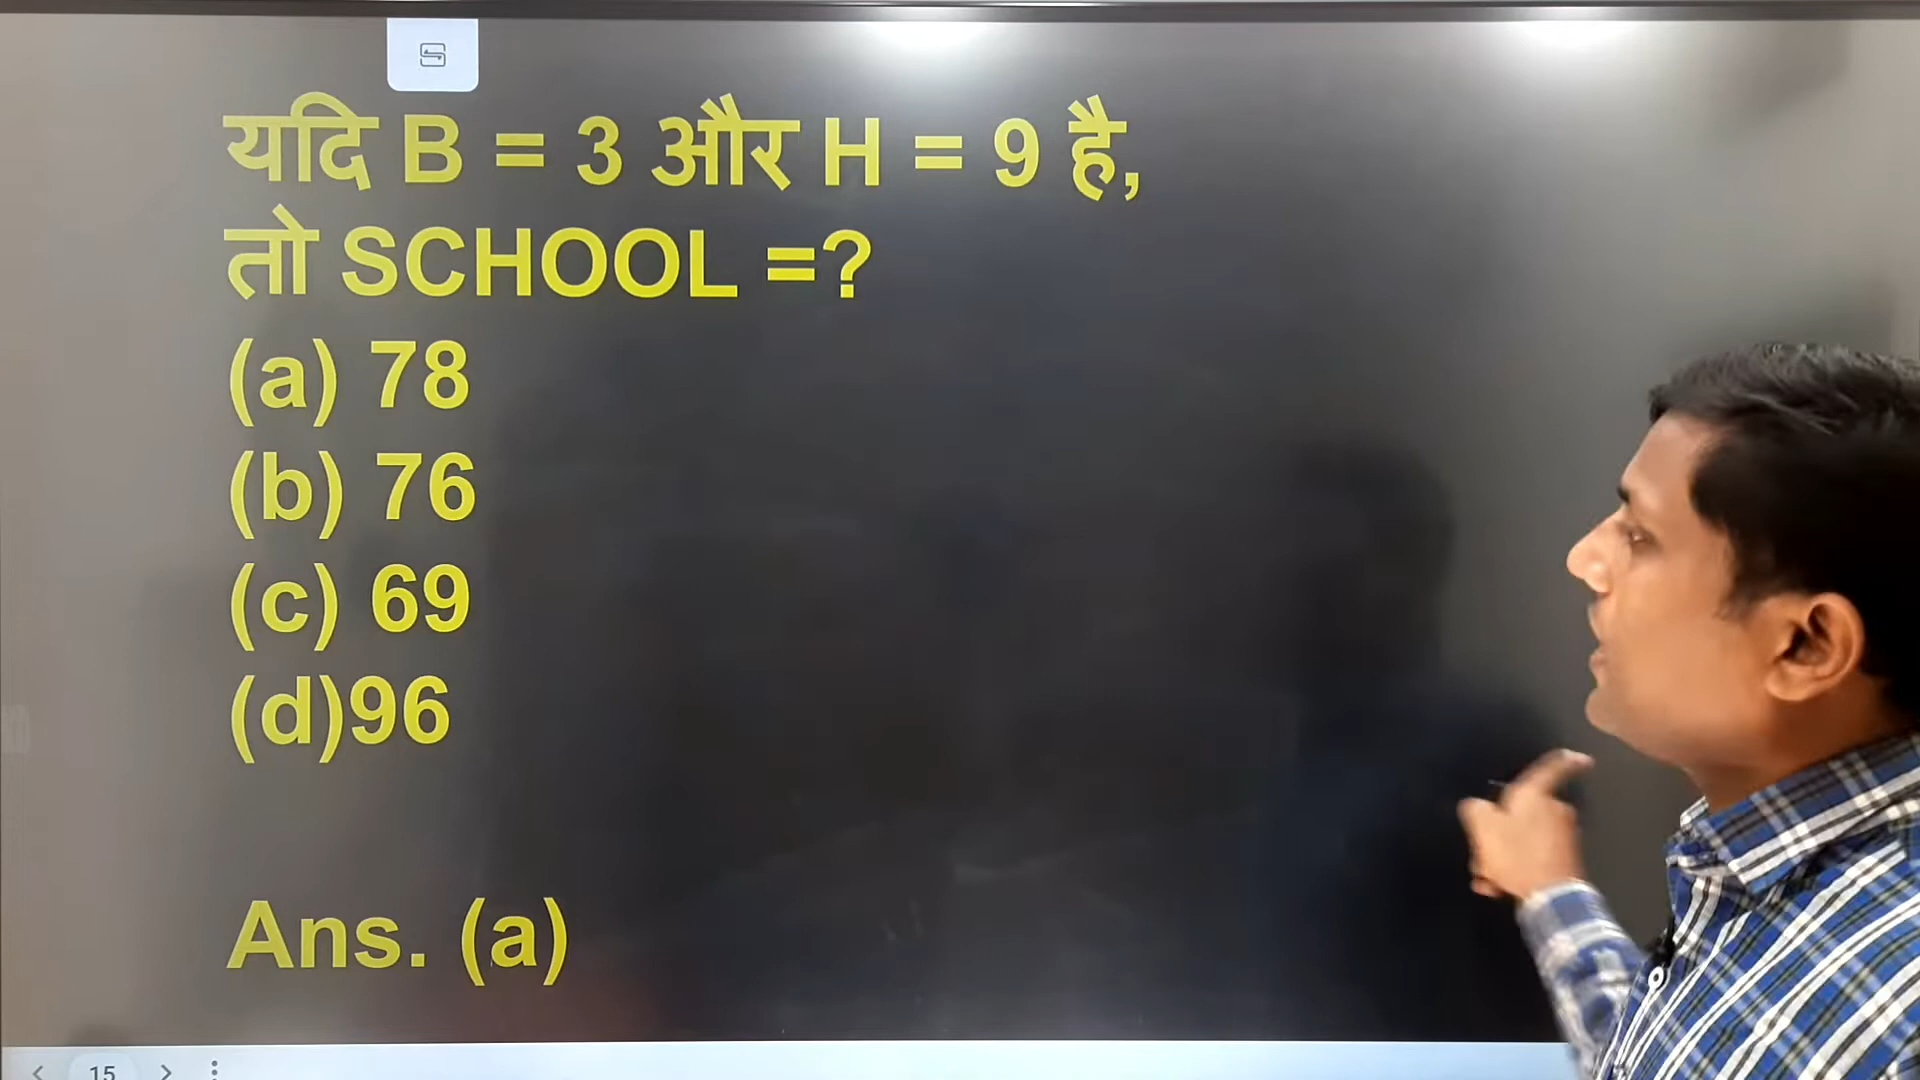 यदि B = 3 और H = 9 है,
तो SCHOOL =?
(a) 78
(b) 76
(c) 69
(d)96
Ans. (a)
15